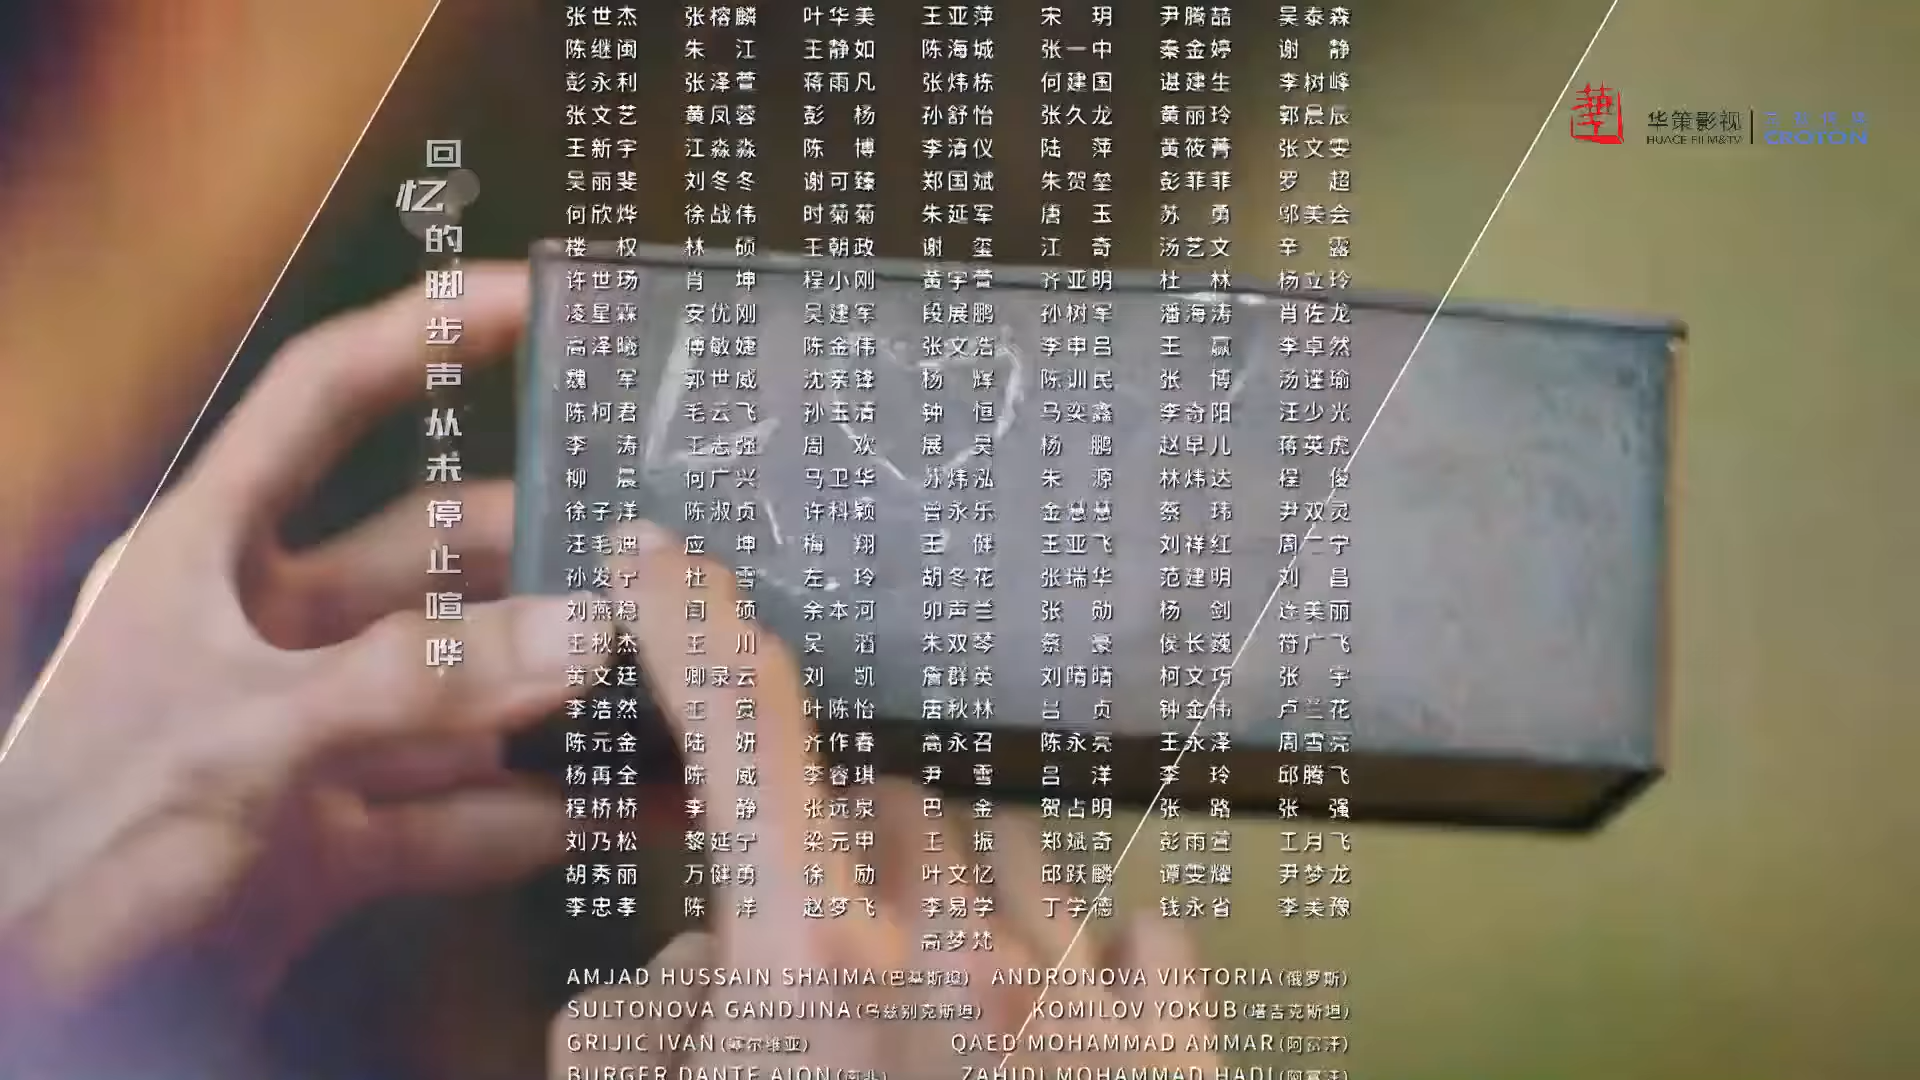 张世杰 张榕麟 叶华美 王亚萍 宋玥 尹腾喆 吴泰森
陈继闽 朱江 王静如 陈海城 张一中 秦金婷 谢静
彭永利 张泽萱 蒋雨凡 张炜栋 何建国 谌建生 李树峰
张文艺 黄凤蓉 彭杨 孙舒怡 张久龙 黄丽玲 郭晨辰
王新宇 江淼淼 陈博 李清仪 陆萍 黄筱菁 张文雯
吴丽斐 刘冬冬 谢可臻 郑国斌 朱贺堃 彭菲菲 罗超
何欣烨 徐战伟 时菊菊 朱延军 唐玉 苏勇 邬美会
楼权 林硕 王朝政 谢玺 江奇 汤艺文 辛露
许世玚 肖坤 程小刚 黄宇萱 齐亚明 杜林 杨立玲
凌星霖 安优刚 吴建军 段展鹏 孙树军 潘海涛 肖佐龙
高泽曦 傅敏婕 陈金伟 张文浩 李申吕 王赢 李卓然
魏军 郭世威 沈亲锋 杨辉 陈训民 张博 汤谨瑜
陈柯君 毛云飞 孙玉清 钟恒 马奕鑫 李奇阳 汪少光
李涛 王志强 周欢 展昊 杨鹏 赵早儿 蒋英虎
柳晨 何广兴 马卫华 苏炜泓 朱源 林炜达 程俊
徐子洋 陈淑贞 许科颖 曾永乐 金慧慧 蔡玮 尹双灵
汪毛迪 应坤 梅翔 王健 王亚飞 刘祥红 周二宁
孙发宁 杜雪 左玲 胡冬花 张瑞华 范建明 刘昌
刘燕稳 闫硕 余本河 卯声兰 张勋 杨剑 逄美丽
王秋杰 王川 吴滔 朱双琴 蔡豪 侯长巍 符广飞
黄文廷 卿录云 刘凯 詹群英 刘晴晴 柯文巧 张宇
李浩然 王叶陈怡 唐秋林 吕贞 钟金伟 卢兰花
陈元金 陆妍 齐作春 高永召 陈永亮 王永泽 周雪亮
杨再全 陈威 李睿琪 尹雪 吕洋 李玲 邱腾飞
程桥桥 李静 张远泉 巴金 贺占明 张路 张强
刘乃松 黎延宁 梁元甲 王振 郑斌奇 彭雨萱 王月飞
胡秀丽 万健勇 徐励 叶文忆 邱跃麟 谭雯耀 尹梦龙
李忠孝 陈洋 赵梦飞 李易学 丁学德 钱永省 李美豫
高梦梵
AMJAD HUSSAIN SHAIMA(巴基斯坦) ANDRONOVA VIKTORIA(俄罗斯)
SULTONOVA GANDJINA(乌兹别克斯坦) KOMILOV YOKUB(塔吉克斯坦)
GRIJIC IVAN(塞尔维亚) QAED MOHAMMAD AMMAR(阿富汗)
BURGER DANTE AION(南非) ZAHIDI MOHAMMAD HADI(阿富汗)
回忆的脚步声从未停止喧哗
华策影视
HUACE FILM&TV
CROTON